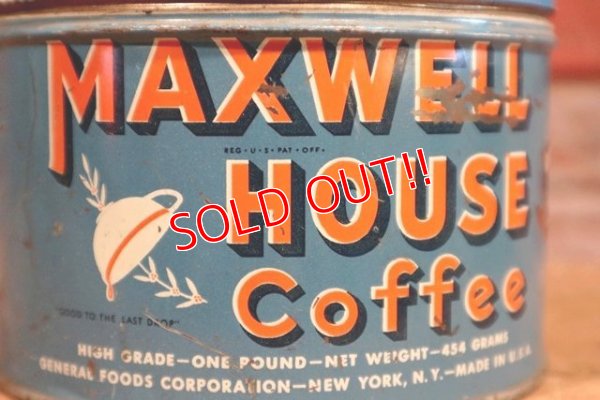 MAXWELL
REG•U•S•PAT•OFF•
HOUSE
SOLD OUT!!
Coffee
"GOOD TO THE LAST DROP"
HIGH GRADE—ONE POUND—NET WEIGHT—454 GRAMS
GENERAL FOODS CORPORATION—NEW YORK, N.Y.—MADE IN U.S.A.